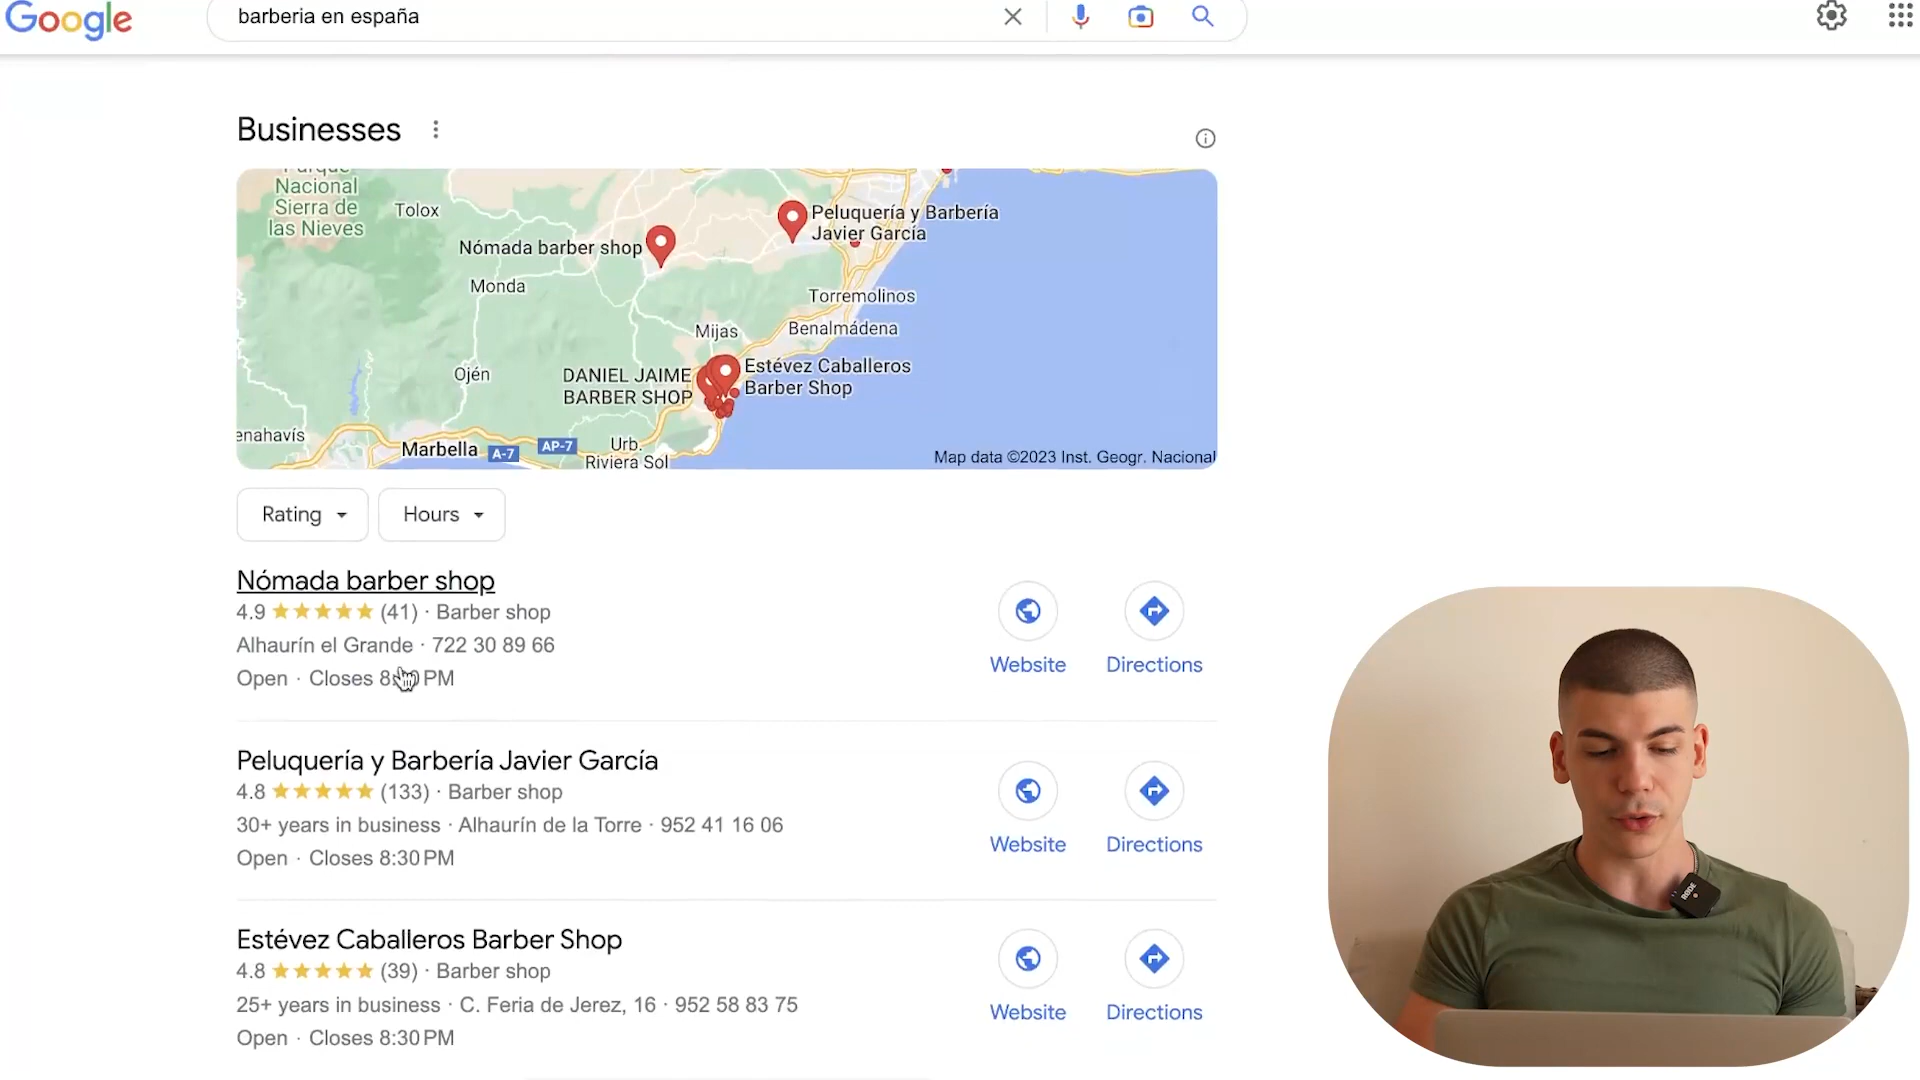 Google
barberia en españa
Businesses
Parque
Nacional
Sierra de
las Nieves
Tolox
Nómada barber shop
Peluquería y Barbería
Javier García
Monda
Torremolinos
Mijas
Benalmádena
Ojén
DANIEL JAIME
BARBER SHOP
Estévez Caballeros
Barber Shop
enahavís
Marbella
A-7
AP-7
Urb.
Riviera Sol
Map data ©2023 Inst. Geogr. Nacional
Rating
Hours
Nómada barber shop
4.9 (41) · Barber shop
Alhaurín el Grande · 722 30 89 66
Open · Closes 8 PM
Website
Directions
Peluquería y Barbería Javier García
4.8 (133) · Barber shop
30+ years in business · Alhaurín de la Torre · 952 41 16 06
Open · Closes 8:30 PM
Website
Directions
Estévez Caballeros Barber Shop
4.8 (39) · Barber shop
25+ years in business · C. Feria de Jerez, 16 · 952 58 83 75
Open · Closes 8:30 PM
Website
Directions
RØDE